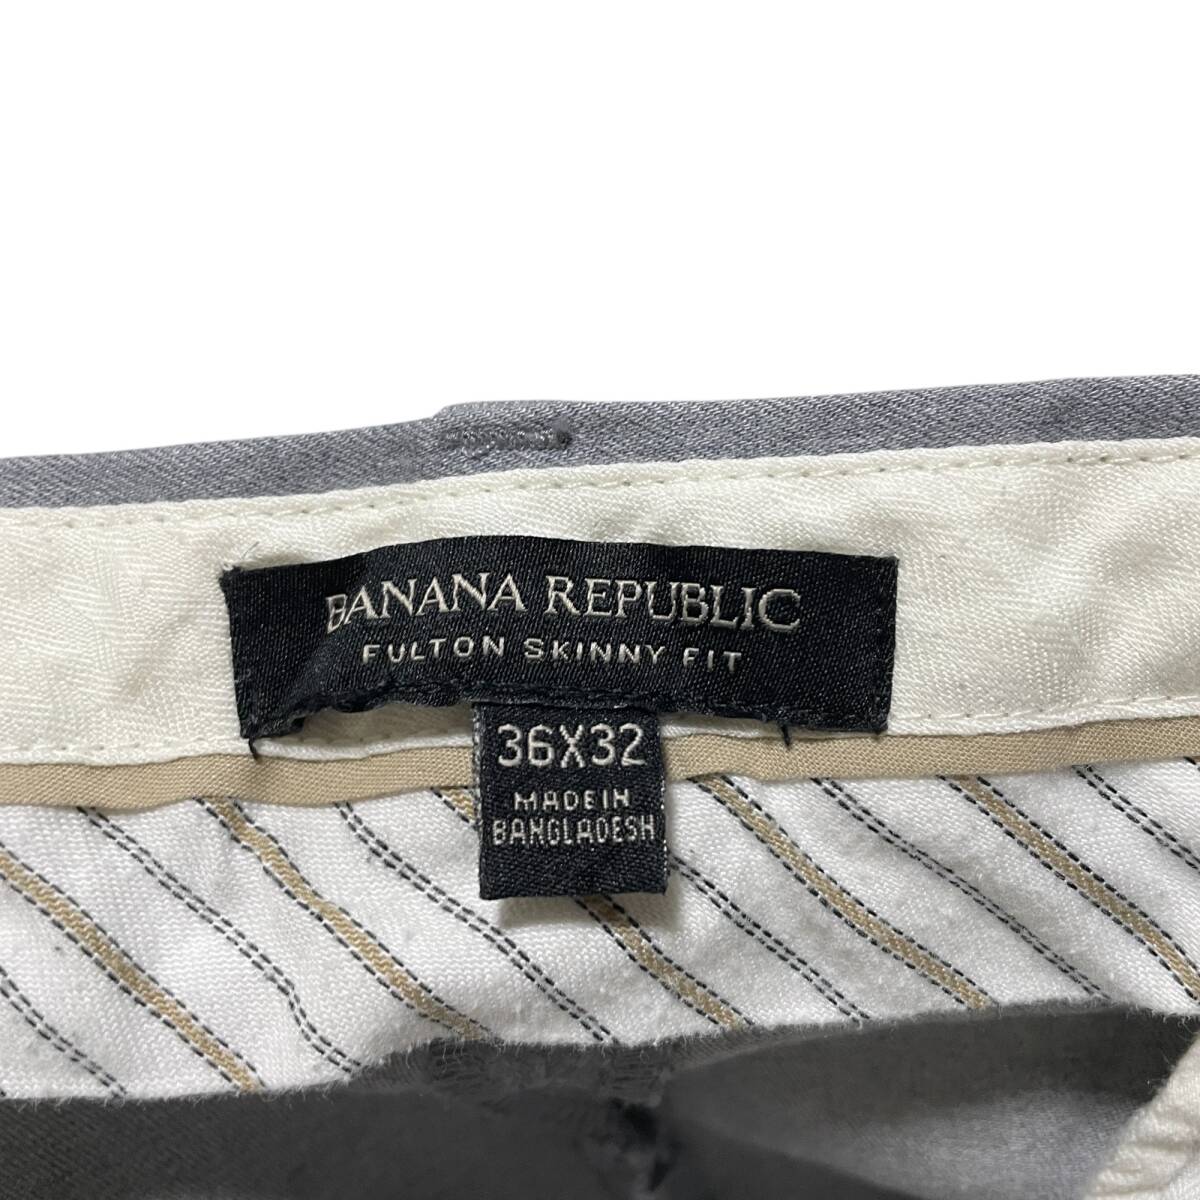 BANANA REPUBLIC
FULTON SKINNY FIT
36X32
MADE IN
BANGLADESH